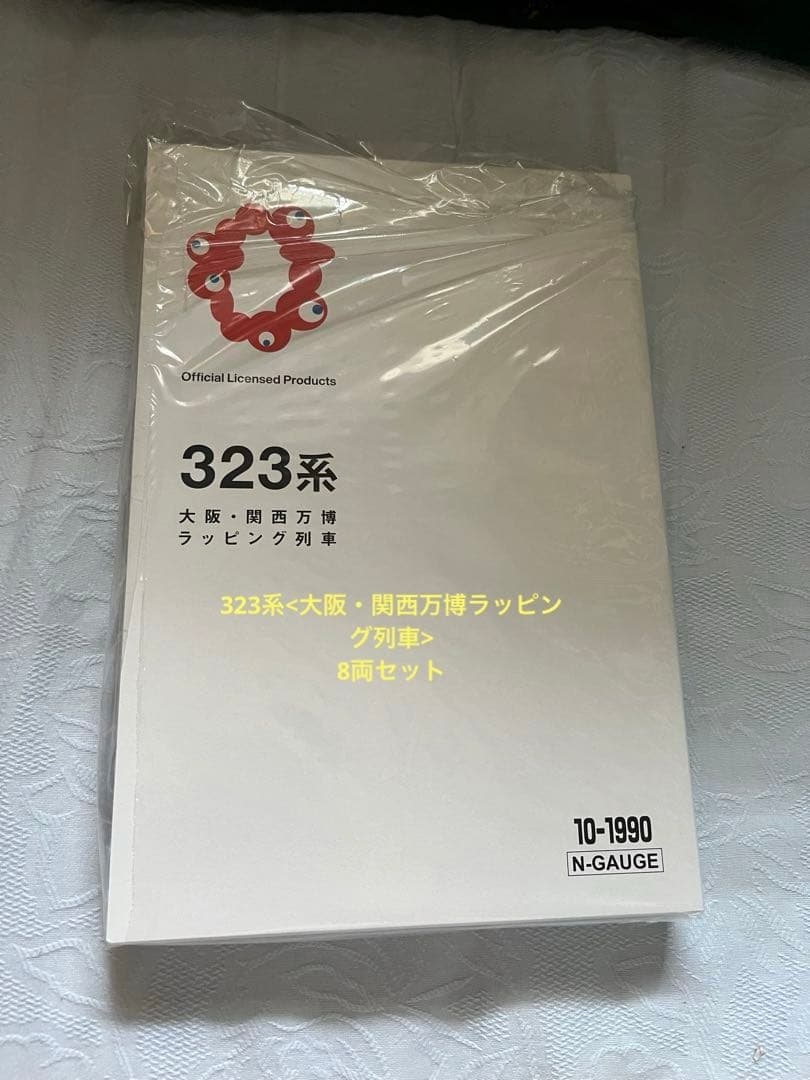 Official Licensed Products
323系
大阪・関西万博
ラッピング列車
323系<大阪・関西万博ラッピン
グ列車>
8両セット
10-1990
N-GAUGE